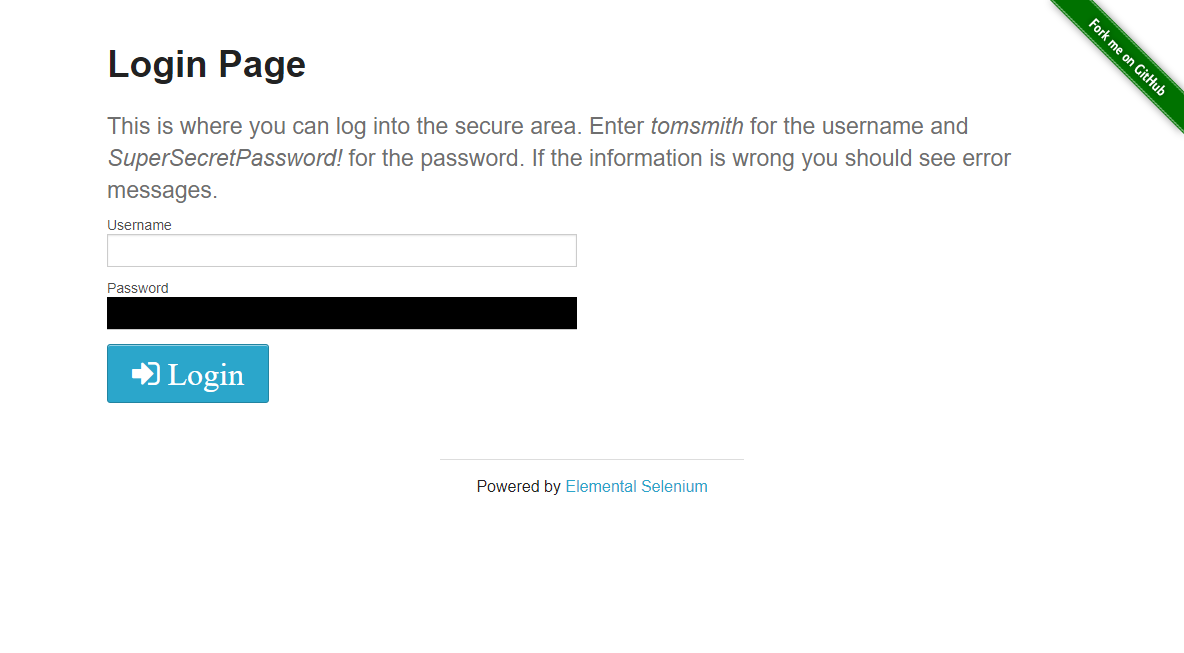 Fork me on GitHub
Login Page
This is where you can log into the secure area. Enter tomsmith for the username and
SuperSecretPassword! for the password. If the information is wrong you should see error
messages.
Username
Password
Login
Powered by Elemental Selenium